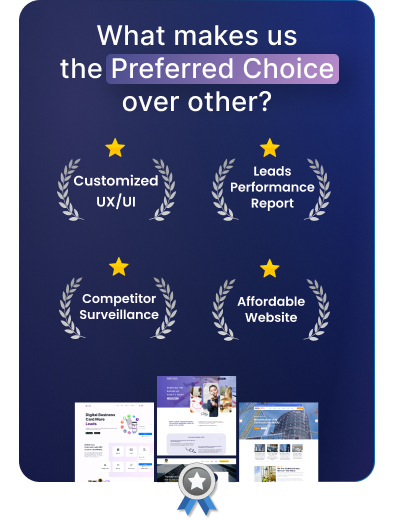 What makes us
the Preferred Choice
over other?
Customized
UX/UI
Leads
Performance
Report
Competitor
Surveillance
Affordable
Website
Digital Business
Card More
Leads